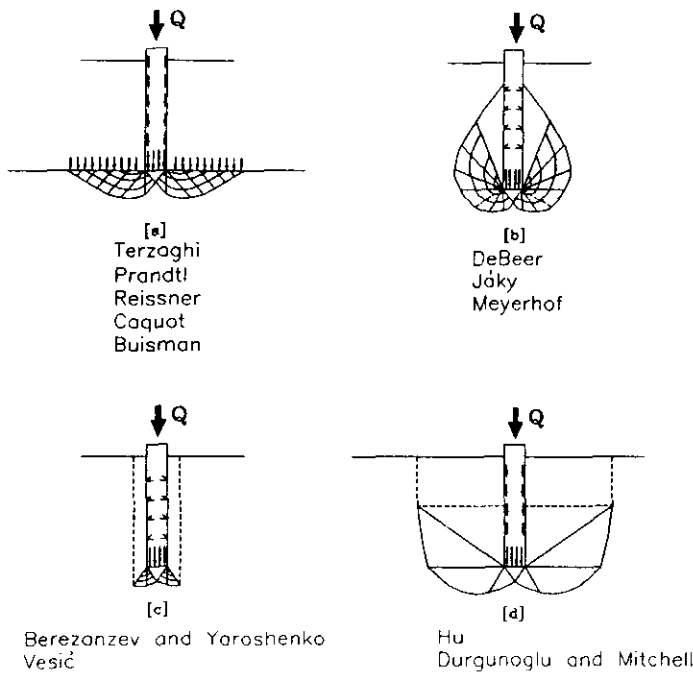 Q
Q
[a]
Terzaghi
Prandtl
Reissner
Caquot
Buisman
[b]
DeBeer
Jáky
Meyerhof
Q
Q
[c]
Berezanzev and Yaroshenko
Vesić
[d]
Hu
Durgunoglu and Mitchell